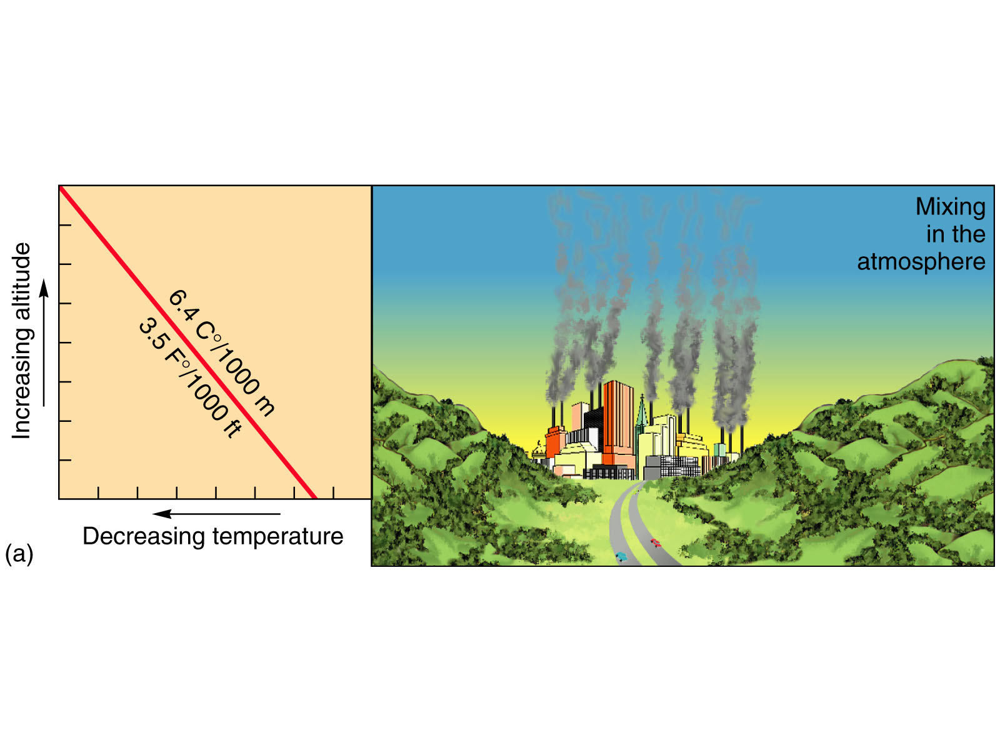 Increasing altitude
6.4 C°/1000 m
3.5 F°/1000 ft
Decreasing temperature
(a)
Mixing
in the
atmosphere